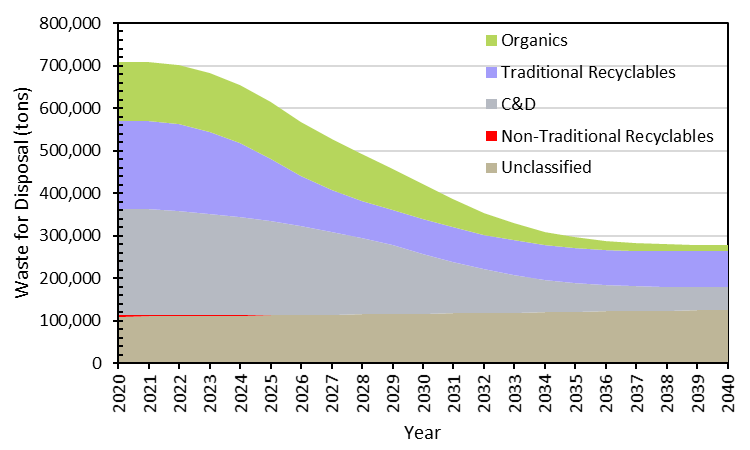 800,000
700,000
600,000
500,000
400,000
300,000
200,000
100,000
0
Waste for Disposal (tons)
Organics
Traditional Recyclables
C&D
Non-Traditional Recyclables
Unclassified
2020 2021 2022 2023 2024 2025 2026 2027 2028 2029 2030 2031 2032 2033 2034 2035 2036 2037 2038 2039 2040
Year